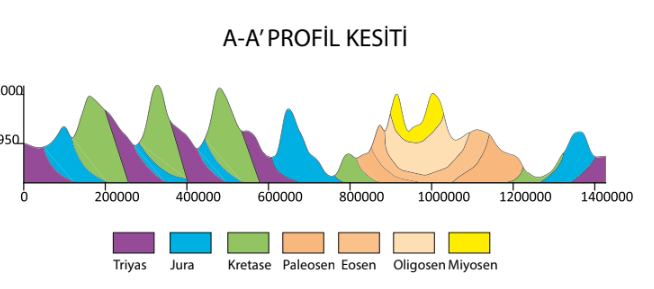 A-A' PROFİL KESİTİ
000
950
0 200000 400000 600000 800000 1000000 1200000 1400000
Triyas Jura Kretase Paleosen Eosen Oligosen Miyosen